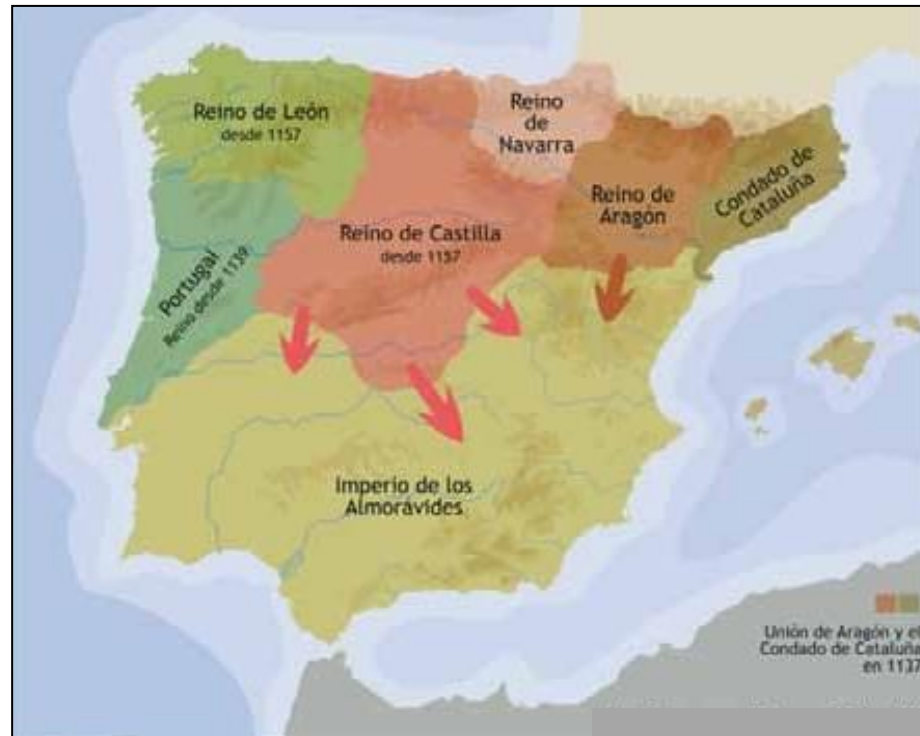 Reino de León
desde 1157
Reino
de
Navarra
Reino de
Aragón
Condado de
Cataluña
Reino de Castilla
desde 1157
Portugal
Reino desde 1139
Imperio de los
Almorávides
Unión de Aragón y el
Condado de Cataluña
en 1137